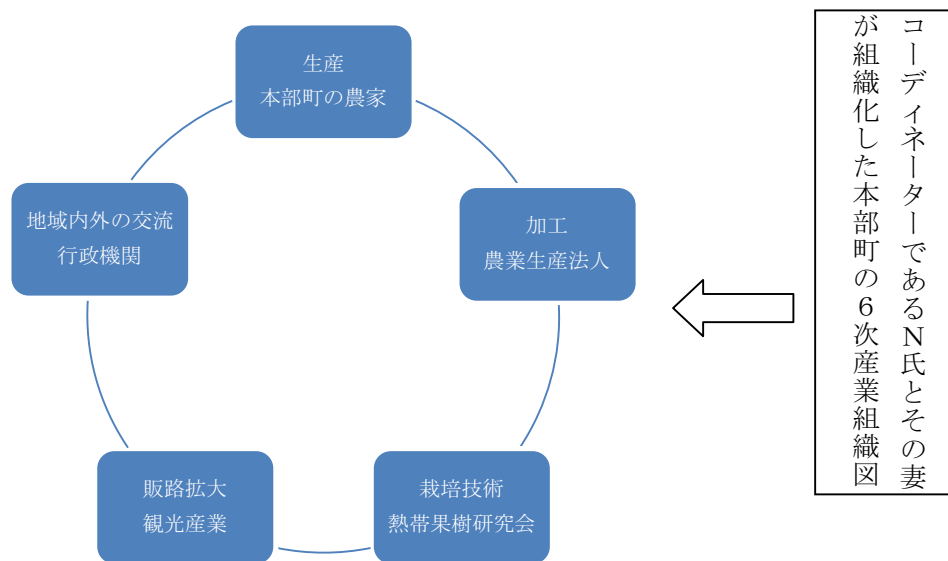 生産
本部町の農家
加工
農業生産法人
栽培技術
熱帯果樹研究会
販路拡大
観光産業
地域内外の交流
行政機関
コーディネーターであるN氏とその妻
が組織化した本部町の6次産業組織図